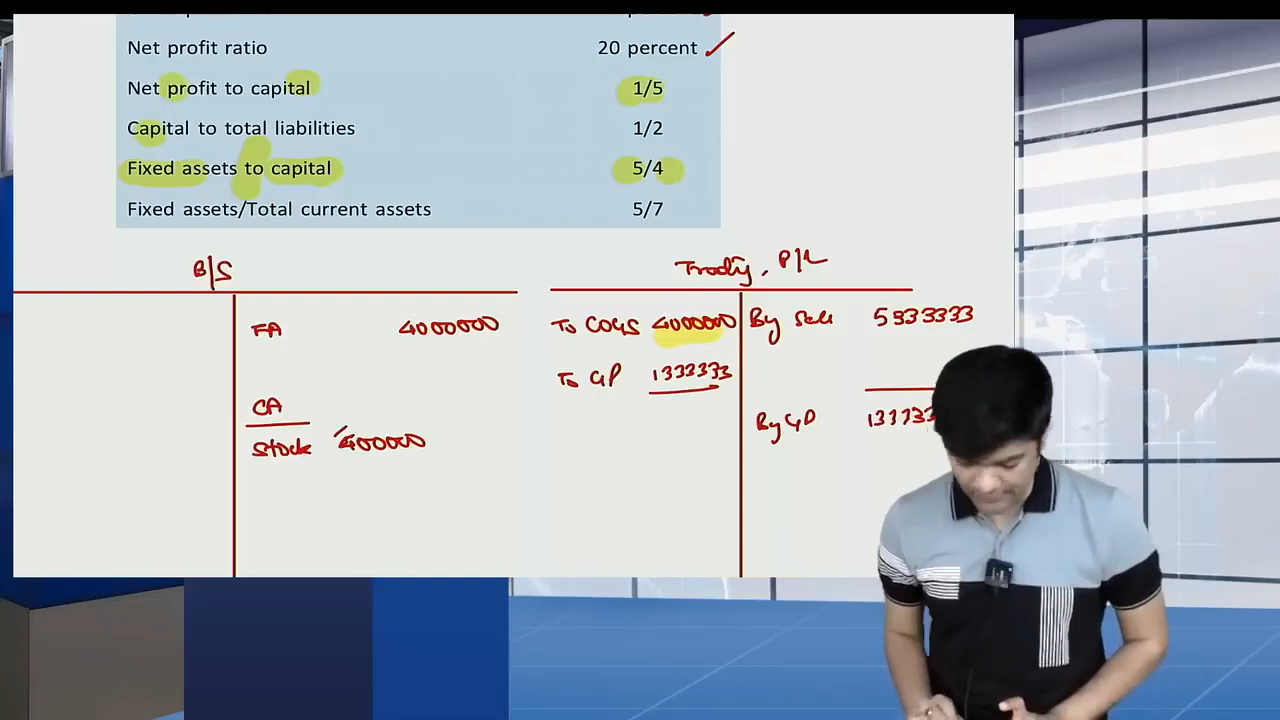 Net profit ratio 20 percent
Net profit to capital 1/5
Capital to total liabilities 1/2
Fixed assets to capital 5/4
Fixed assets/Total current assets 5/7
B/S
Trading, P/L
FA 4000000
To COGS 4000000 By Sale 5333333
To GP 1333333
CA
By GP 13333
Stock 400000